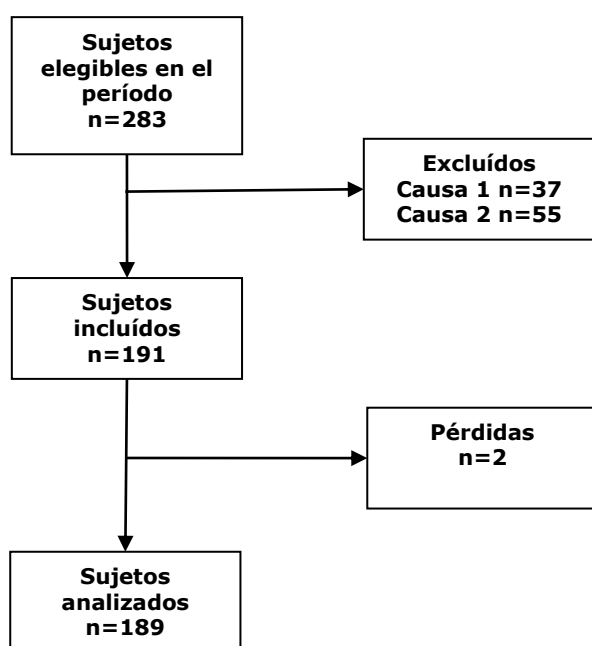 Sujetos
elegibles en el
período
n=283
Excluídos
Causa 1 n=37
Causa 2 n=55
Sujetos
incluídos
n=191
Pérdidas
n=2
Sujetos
analizados
n=189